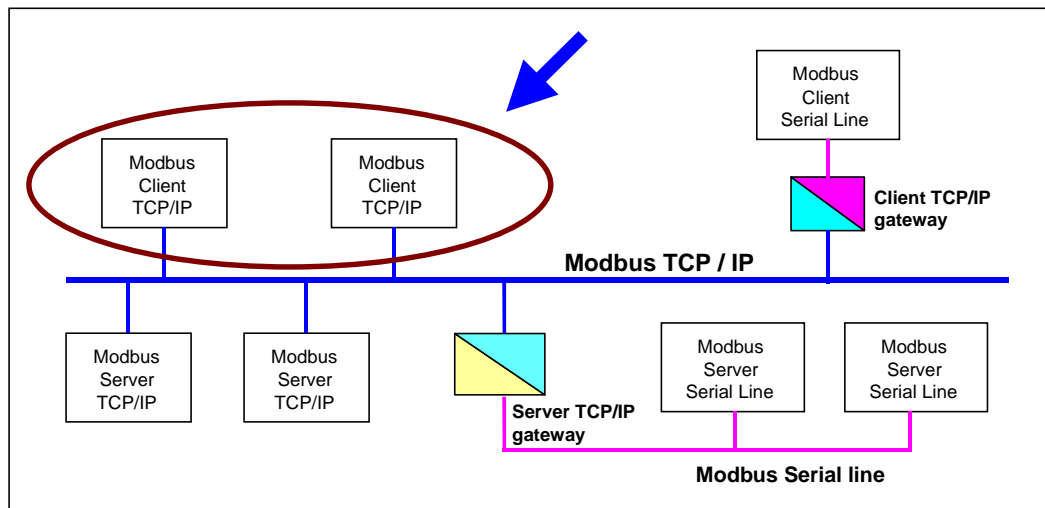 Modbus
Client
Serial Line
Modbus
Client
TCP/IP
Modbus
Client
TCP/IP
Client TCP/IP
gateway
Modbus TCP / IP
Modbus
Server
TCP/IP
Modbus
Server
TCP/IP
Modbus
Server
Serial Line
Modbus
Server
Serial Line
Server TCP/IP
gateway
Modbus Serial line